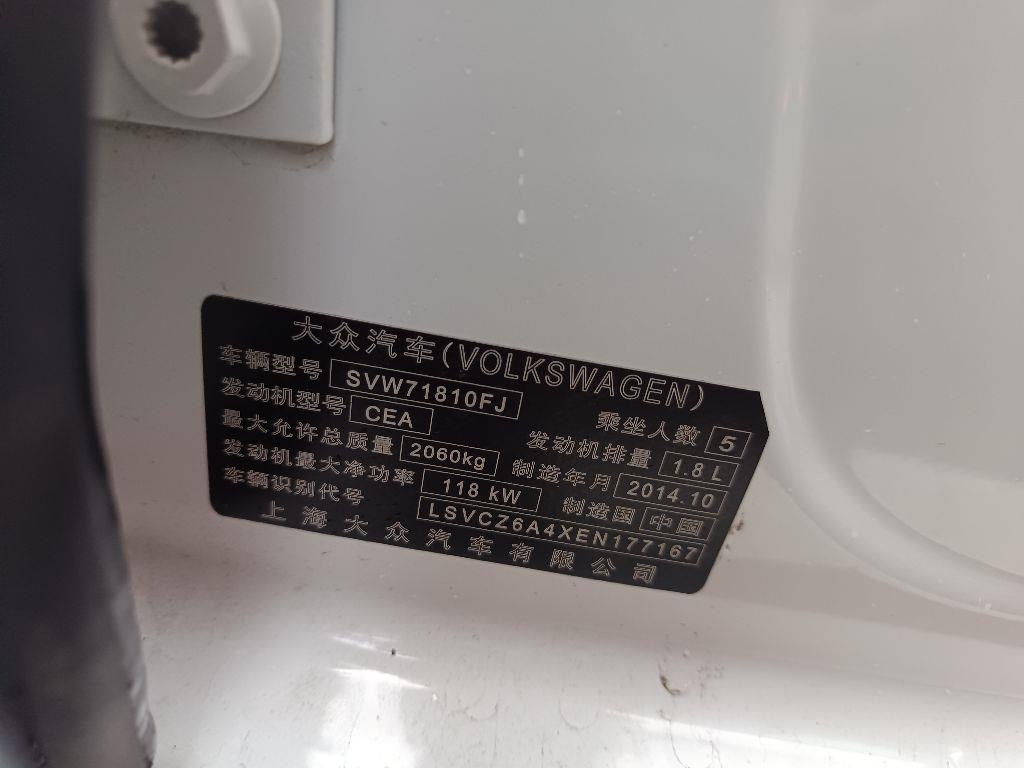 大众汽车(VOLKSWAGEN)
车辆型号 SVW71810FJ 乘坐人数 5
发动机型号 CEA 发动机排量 1.8 L
最大允许总质量 2060kg 制造年月 2014.10
发动机最大净功率 118 kW 制造国 中国
车辆识别代号 LSVCZ6A4XEN177167
上海大众汽车有限公司